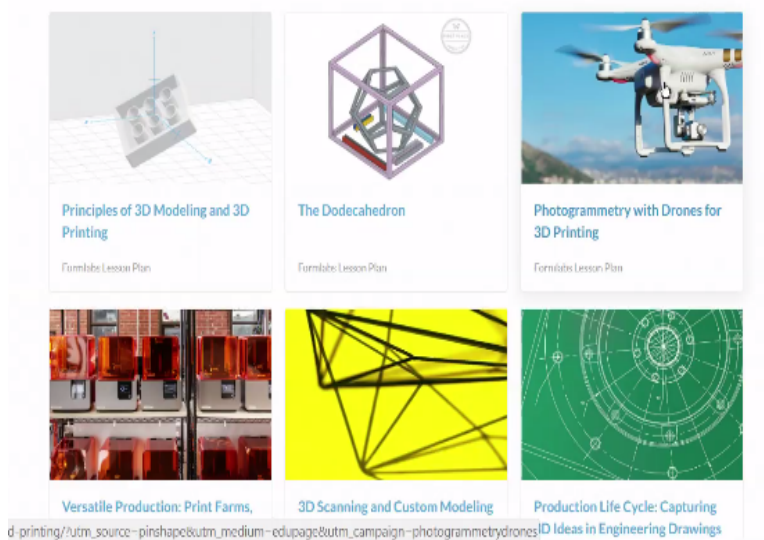 Principles of 3D Modeling and 3D
Printing
Formlabs Lesson Plan
The Dodecahedron
Formlabs Lesson Plan
Photogrammetry with Drones for
3D Printing
Formlabs Lesson Plan
Versatile Production: Print Farms,
3D Scanning and Custom Modeling
Production Life Cycle: Capturing
3D Ideas in Engineering Drawings
d-printing/?utm_source=pinshape&utm_medium=edupage&utm_campaign=photogrammetrydrones